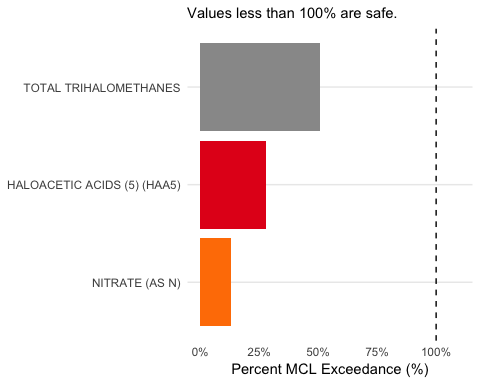 Values less than 100% are safe.
TOTAL TRIHALOMETHANES
HALOACETIC ACIDS (5) (HAA5)
NITRATE (AS N)
0% 25% 50% 75% 100%
Percent MCL Exceedance (%)